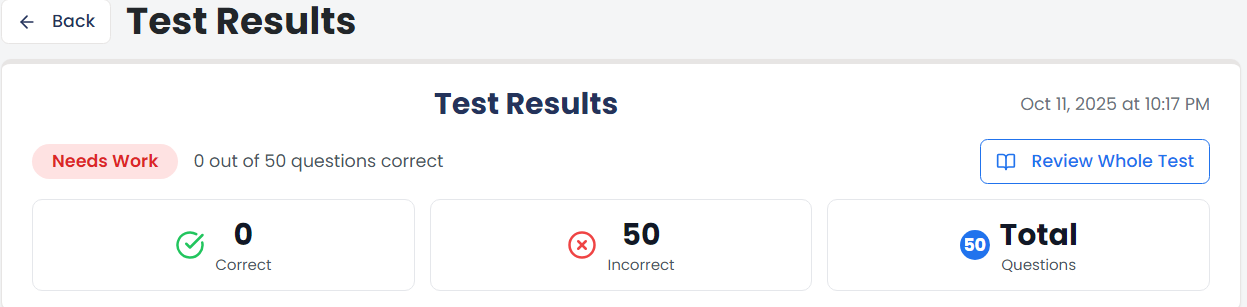 Back
Test Results
Test Results
Oct 11, 2025 at 10:17 PM
Needs Work
0 out of 50 questions correct
Review Whole Test
0
Correct
50
Incorrect
50
Total
Questions